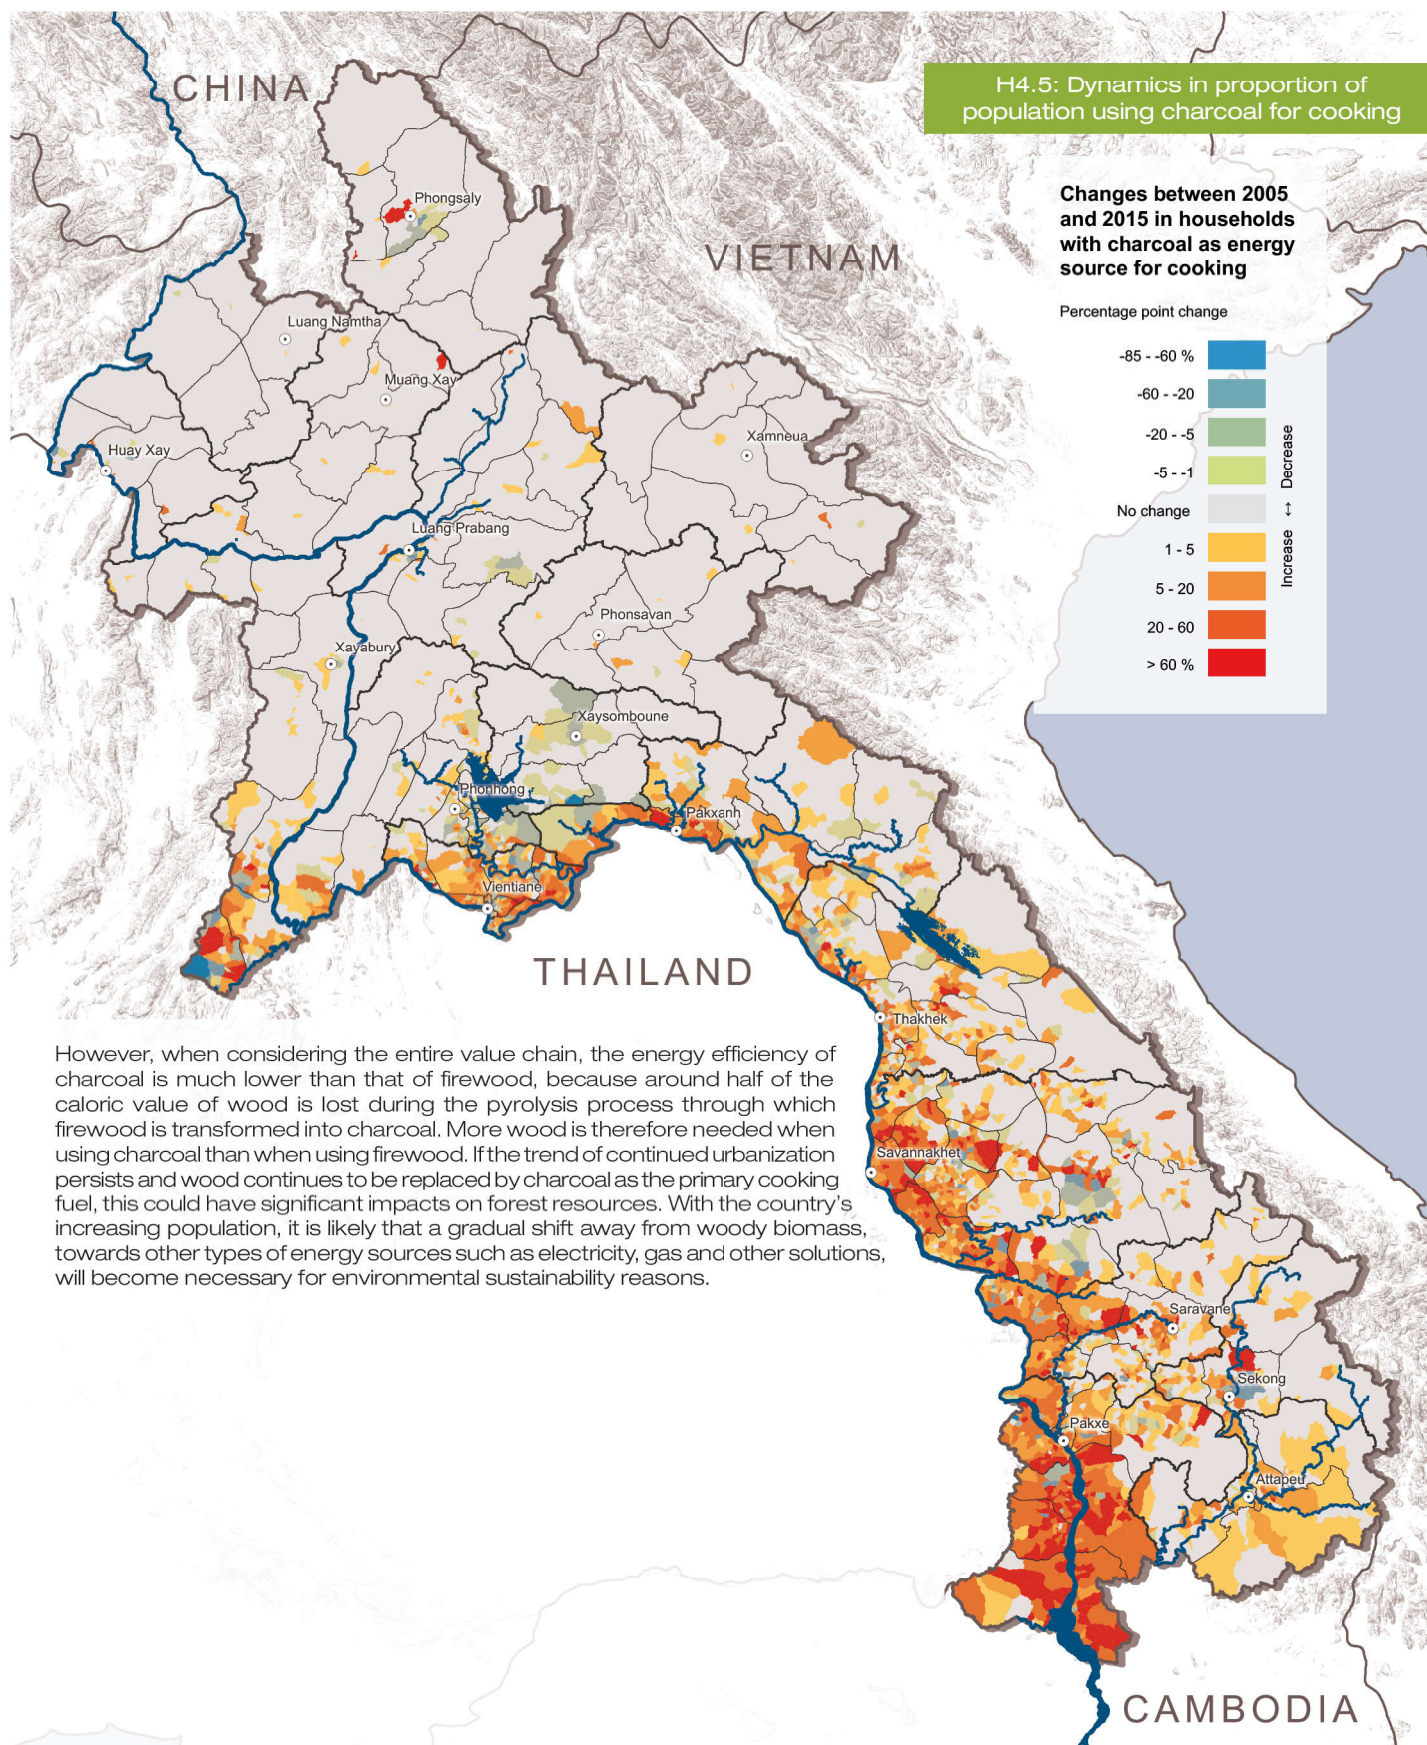 H4.5: Dynamics in proportion of
population using charcoal for cooking
Changes between 2005
and 2015 in households
with charcoal as energy
source for cooking
Percentage point change
-85 - -60 %
-60 - -20
-20 - -5
-5 - -1
No change
1 - 5
5 - 20
20 - 60
> 60 %
Increase ↔ Decrease
CHINA
VIETNAM
Phongsaly
Luang Namtha
Muang Xay
Huay Xay
Xamneua
Luang Prabang
Phonsavan
Xayabury
Xaysomboune
Phonhong
Pakxanh
Vientiane
THAILAND
Thakhek
Savannakhet
Saravane
Sekong
Pakxe
Attapeu
CAMBODIA
However, when considering the entire value chain, the energy efficiency of
charcoal is much lower than that of firewood, because around half of the
caloric value of wood is lost during the pyrolysis process through which
firewood is transformed into charcoal. More wood is therefore needed when
using charcoal than when using firewood. If the trend of continued urbanization
persists and wood continues to be replaced by charcoal as the primary cooking
fuel, this could have significant impacts on forest resources. With the country's
increasing population, it is likely that a gradual shift away from woody biomass,
towards other types of energy sources such as electricity, gas and other solutions,
will become necessary for environmental sustainability reasons.